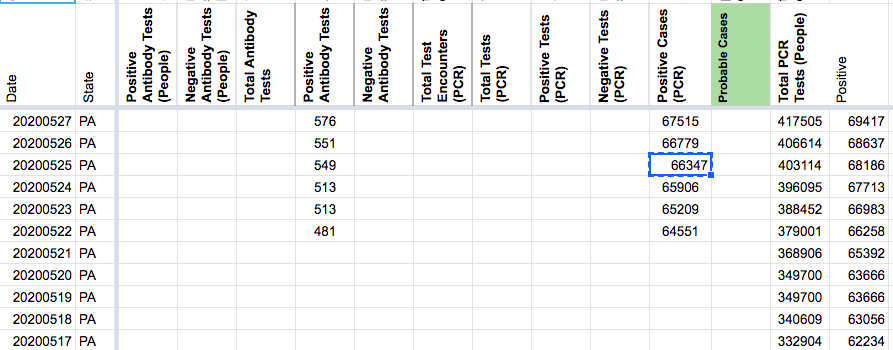 Date State Positive Antibody Tests (People) Negative Antibody Tests (People) Total Antibody Tests Positive Antibody Tests Negative Antibody Tests Total Test Encounters (PCR) Total Tests (PCR) Positive Tests (PCR) Negative Tests (PCR) Positive Cases (PCR) Probable Cases Total PCR Tests (People) Positive
20200527 PA 576 67515 417505 69417
20200526 PA 551 66779 406614 68637
20200525 PA 549 66347 403114 68186
20200524 PA 513 65906 396095 67713
20200523 PA 513 65209 388452 66983
20200522 PA 481 64551 379001 66258
20200521 PA 368906 65392
20200520 PA 349700 63666
20200519 PA 349700 63666
20200518 PA 340609 63056
20200517 PA 332904 62234